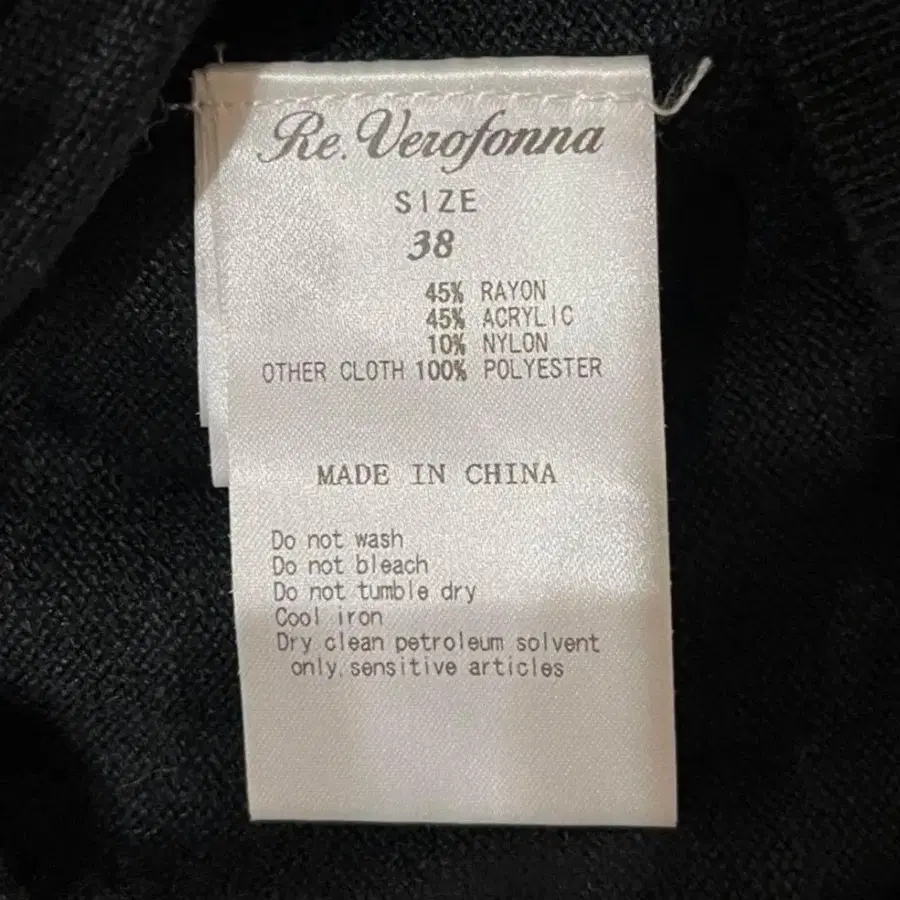 Re.Verofonna
SIZE
38
45% RAYON
45% ACRYLIC
10% NYLON
OTHER CLOTH 100% POLYESTER
MADE IN CHINA
Do not wash
Do not bleach
Do not tumble dry
Cool iron
Dry clean petroleum solvent
only, sensitive articles